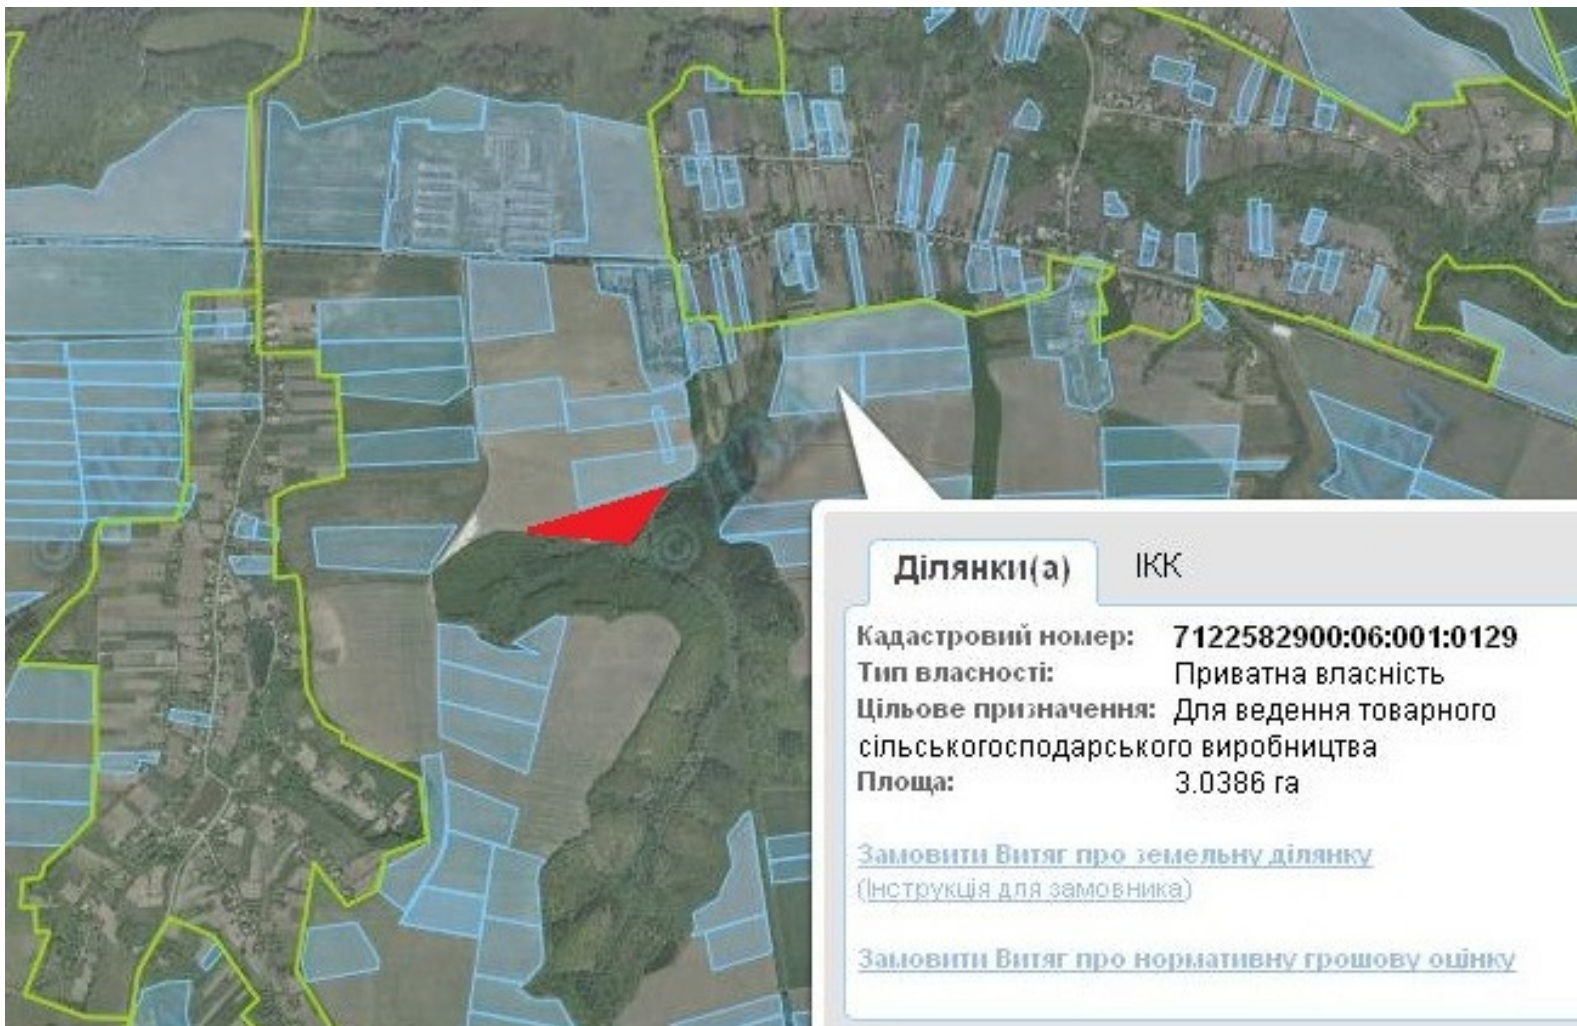 Ділянки(а)
ІКК
Кадастровий номер: 7122582900:06:001:0129
Тип власності: Приватна власність
Цільове призначення: Для ведення товарного
сільськогосподарського виробництва
Площа: 3.0386 га
Замовити Витяг про земельну ділянку
(Інструкція для замовника)
Замовити Витяг про нормативну грошову оцінку